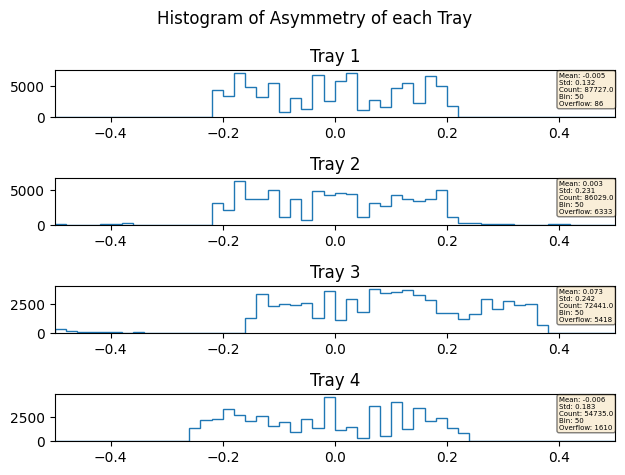 Histogram of Asymmetry of each Tray
Tray 1
5000
0
−0.4 −0.2 0.0 0.2 0.4
Mean: -0.005
Std: 0.132
Count: 87727.0
Bin: 50
Overflow: 86
Tray 2
5000
0
−0.4 −0.2 0.0 0.2 0.4
Mean: 0.003
Std: 0.231
Count: 86029.0
Bin: 50
Overflow: 6333
Tray 3
2500
0
−0.4 −0.2 0.0 0.2 0.4
Mean: 0.073
Std: 0.242
Count: 72441.0
Bin: 50
Overflow: 5418
Tray 4
2500
0
−0.4 −0.2 0.0 0.2 0.4
Mean: -0.006
Std: 0.183
Count: 54735.0
Bin: 50
Overflow: 1610